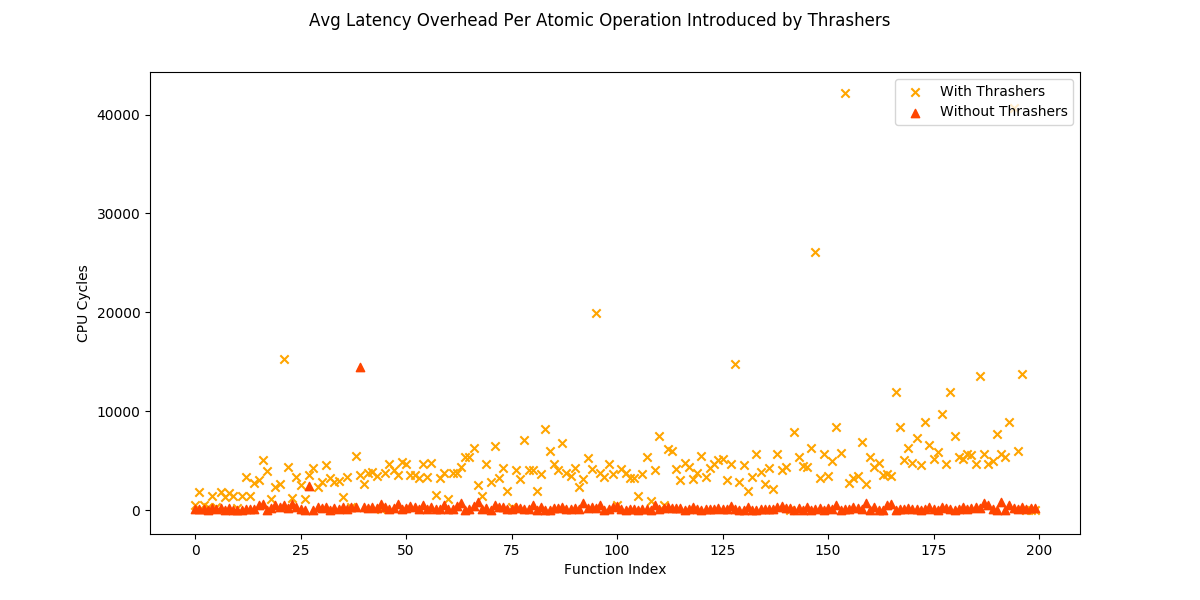 Avg Latency Overhead Per Atomic Operation Introduced by Thrashers
With Thrashers
Without Thrashers
40000
30000
20000
10000
0
CPU Cycles
0 25 50 75 100 125 150 175 200
Function Index